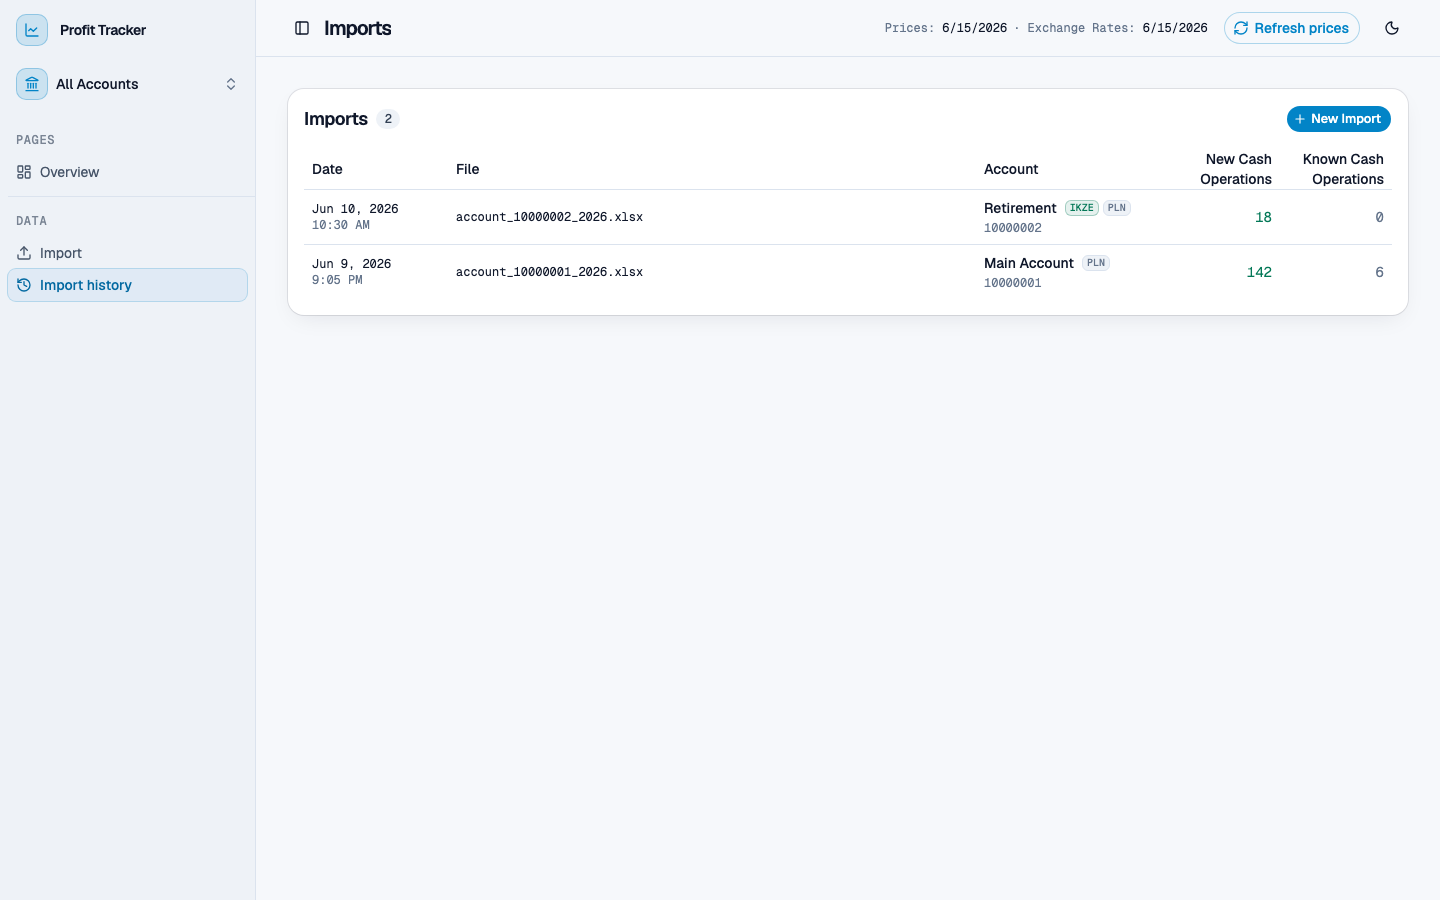 Profit Tracker
All Accounts
PAGES
Overview
DATA
Import
Import history
Imports
Prices: 6/15/2026 · Exchange Rates: 6/15/2026
Refresh prices
Imports 2
New Import
Date
File
Account
New Cash
Operations
Known Cash
Operations
Jun 10, 2026
10:30 AM
account_10000002_2026.xlsx
Retirement IKZE PLN
10000002
18
0
Jun 9, 2026
9:05 PM
account_10000001_2026.xlsx
Main Account PLN
10000001
142
6